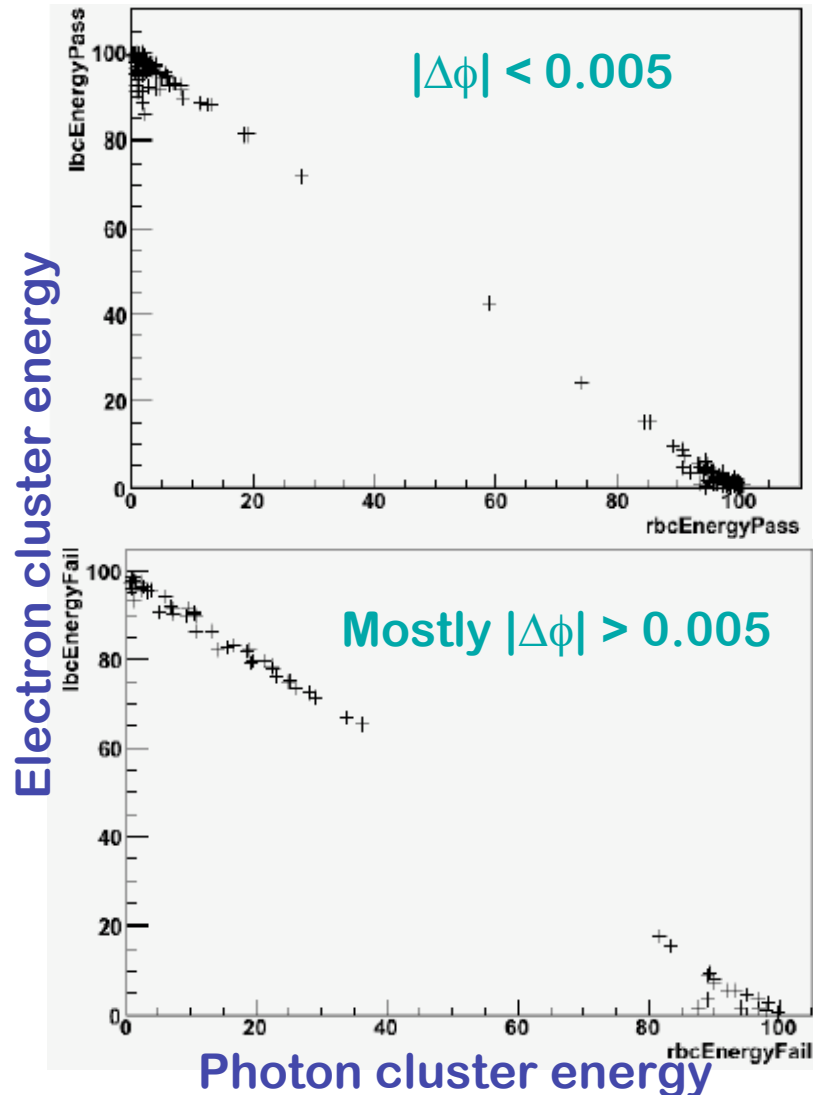 Electron cluster energy
lbcEnergyPass
100
80
60
40
20
0
|Δϕ| < 0.005
0 20 40 60 80 100
rbcEnergyPass
lbcEnergyFail
100
80
60
40
20
0
Mostly |Δϕ| > 0.005
0 20 40 60 80 100
rbcEnergyFail
Photon cluster energy